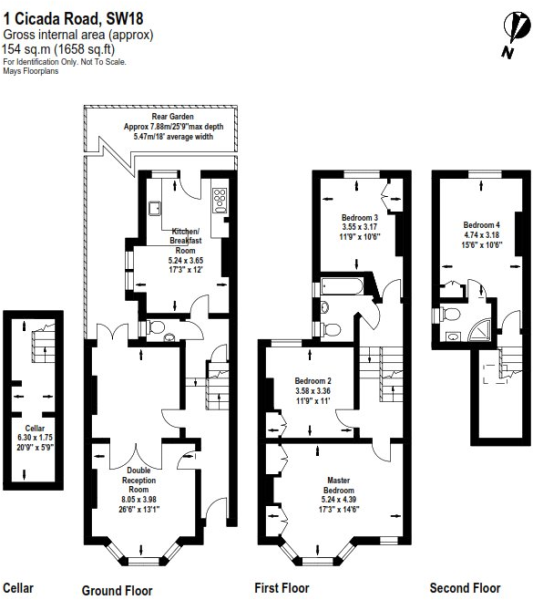 1 Cicada Road, SW18
Gross internal area (approx)
154 sq.m (1658 sq.ft)
For Identification Only. Not To Scale.
Mays Floorplans
N
Rear Garden
Approx 7.88m/25'9"max depth
5.47m/18' average width
Kitchen/
Breakfast
Room
5.24 x 3.65
17'3" x 12'
Bedroom 3
3.55 x 3.17
11'9" x 10'6"
Bedroom 4
4.74 x 3.18
15'6" x 10'6"
Bedroom 2
3.58 x 3.36
11'9" x 11'
Cellar
6.30 x 1.75
20'9" x 5'9"
Double
Reception
Room
8.05 x 3.98
26'6" x 13'1"
Master
Bedroom
5.24 x 4.39
17'3" x 14'6"
Cellar
Ground Floor
First Floor
Second Floor